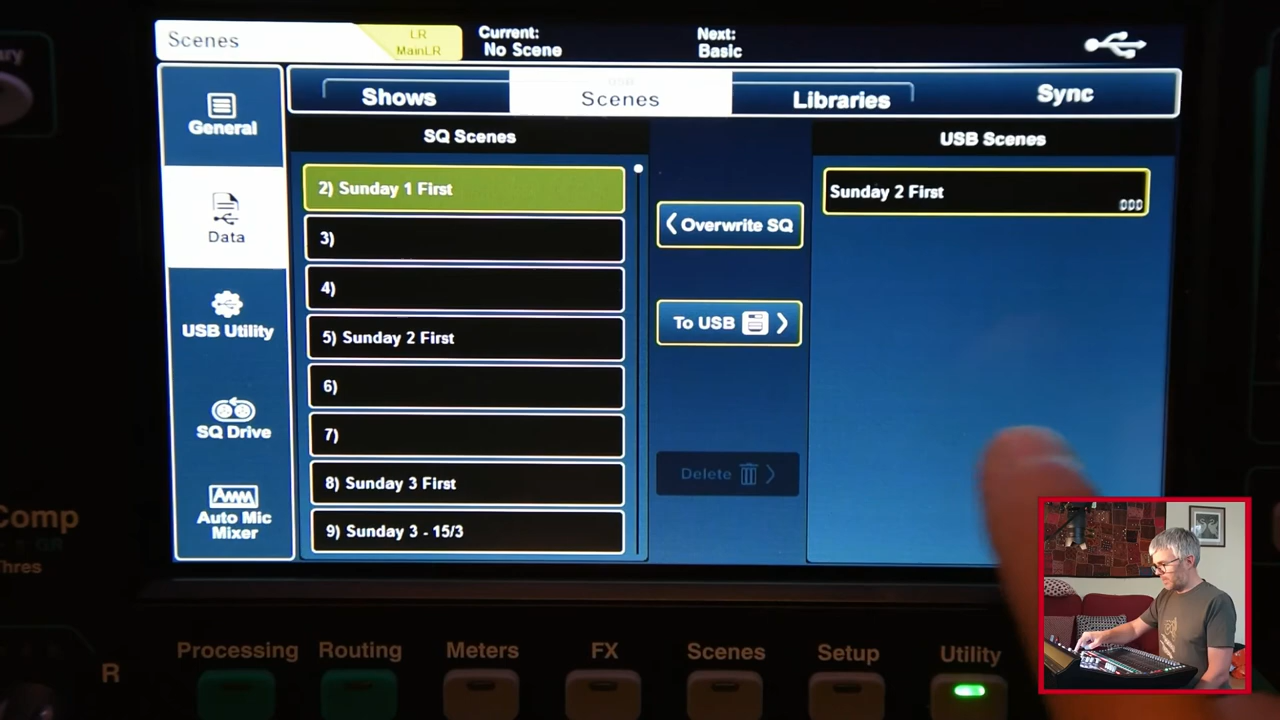 ry
Scenes
LR
MainLR
Current:
No Scene
Next:
Basic
General
Data
USB Utility
SQ Drive
Auto Mic
Mixer
Shows
Scenes
Libraries
Sync
SQ Scenes
2) Sunday 1 First
3)
4)
5) Sunday 2 First
6)
7)
8) Sunday 3 First
9) Sunday 3 - 15/3
Overwrite SQ
To USB
Delete
USB Scenes
Sunday 2 First
Comp
GR
Thres
R
Processing
Routing
Meters
FX
Scenes
Setup
Utility